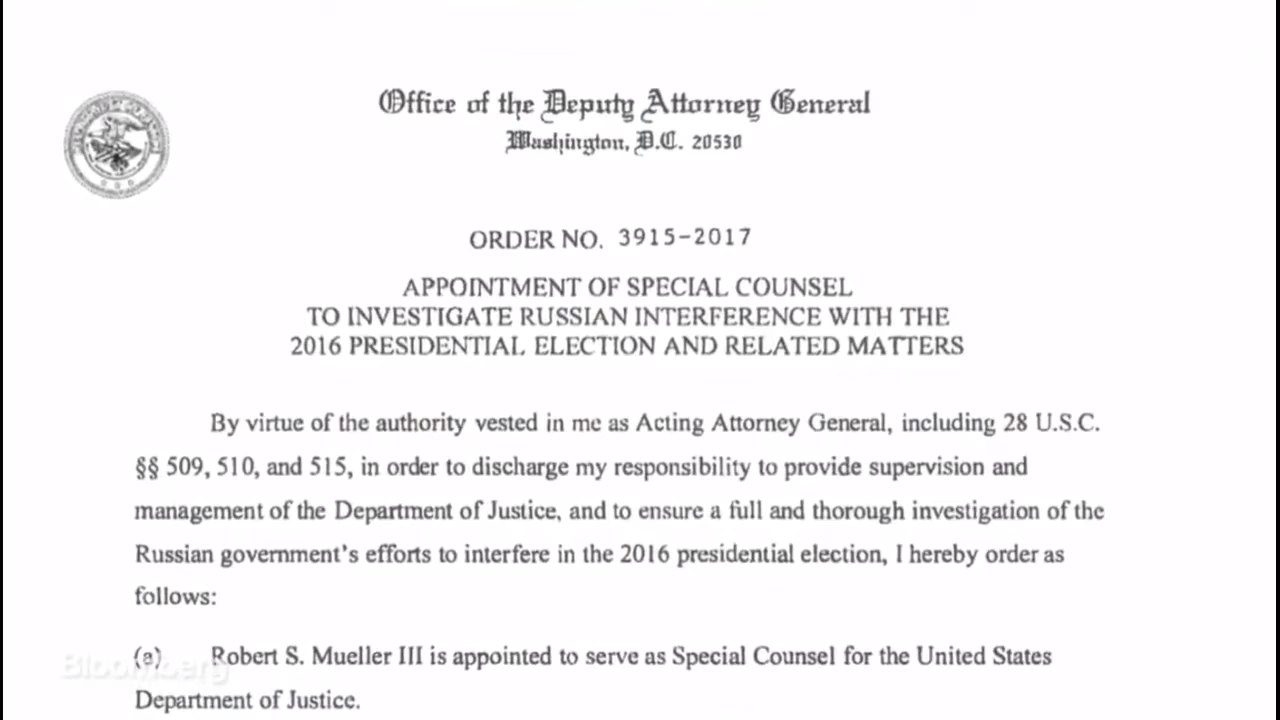 Office of the Deputy Attorney General
Washington, D.C. 20530
ORDER NO. 3915-2017
APPOINTMENT OF SPECIAL COUNSEL
TO INVESTIGATE RUSSIAN INTERFERENCE WITH THE
2016 PRESIDENTIAL ELECTION AND RELATED MATTERS
By virtue of the authority vested in me as Acting Attorney General, including 28 U.S.C.
§§ 509, 510, and 515, in order to discharge my responsibility to provide supervision and
management of the Department of Justice, and to ensure a full and thorough investigation of the
Russian government's efforts to interfere in the 2016 presidential election, I hereby order as
follows:
(a) Robert S. Mueller III is appointed to serve as Special Counsel for the United States
Department of Justice.
Bloomberg